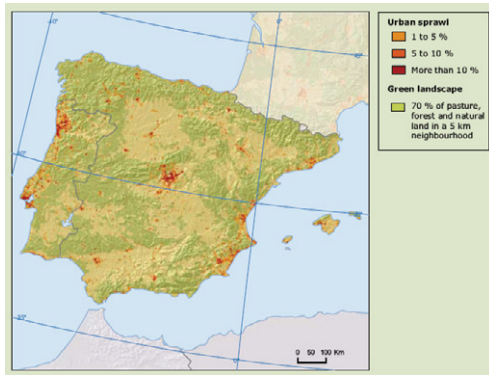 Urban sprawl
1 to 5 %
5 to 10 %
More than 10 %
Green landscape
70 % of pasture,
forest and natural
land in a 5 km
neighbourhood
0 50 100 Km